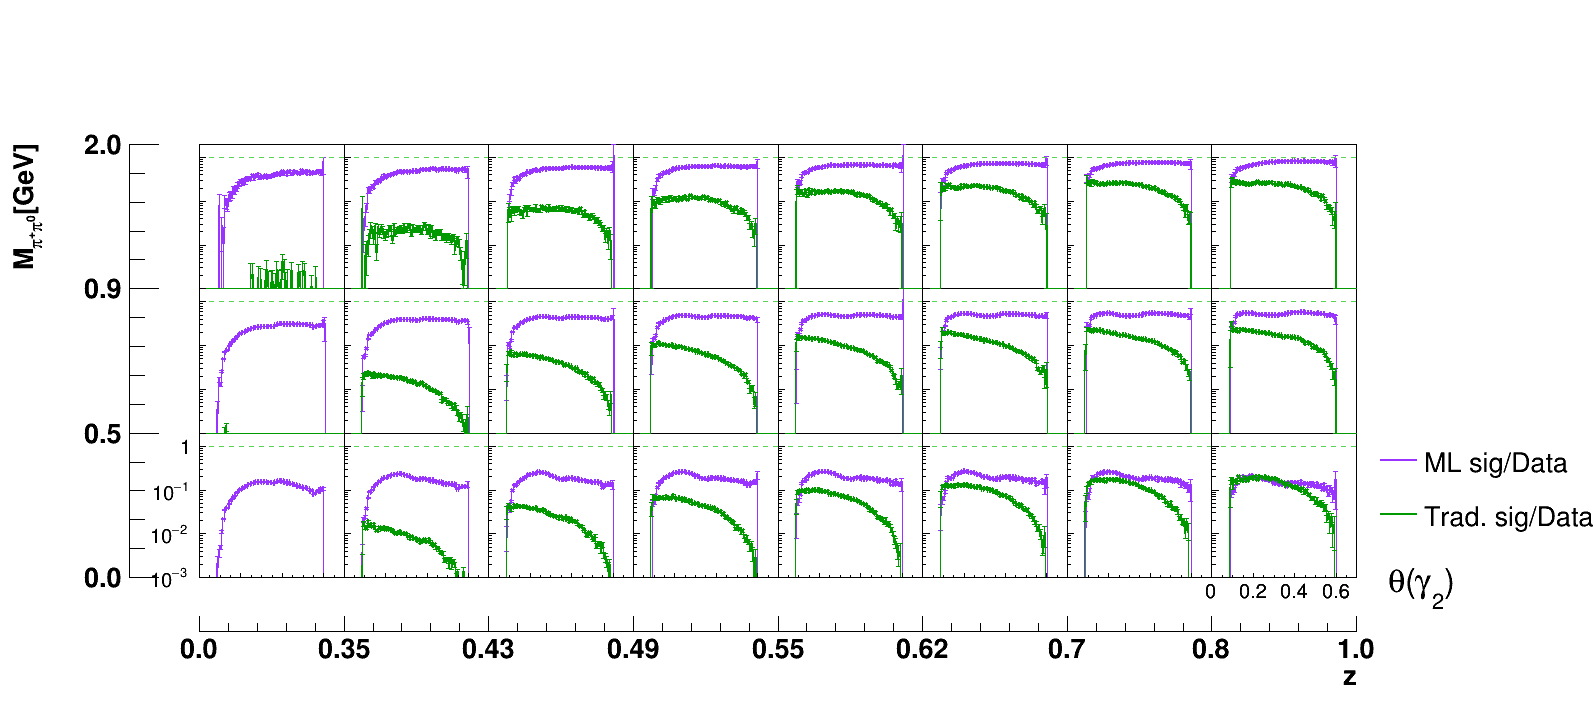 M π⁺π⁰ [GeV]
2.0
0.9
0.5
0.0
1
10⁻¹
10⁻²
10⁻³
ML sig/Data
Trad. sig/Data
0 0.2 0.4 0.6
θ(γ₂)
0.0 0.35 0.43 0.49 0.55 0.62 0.7 0.8 1.0
z